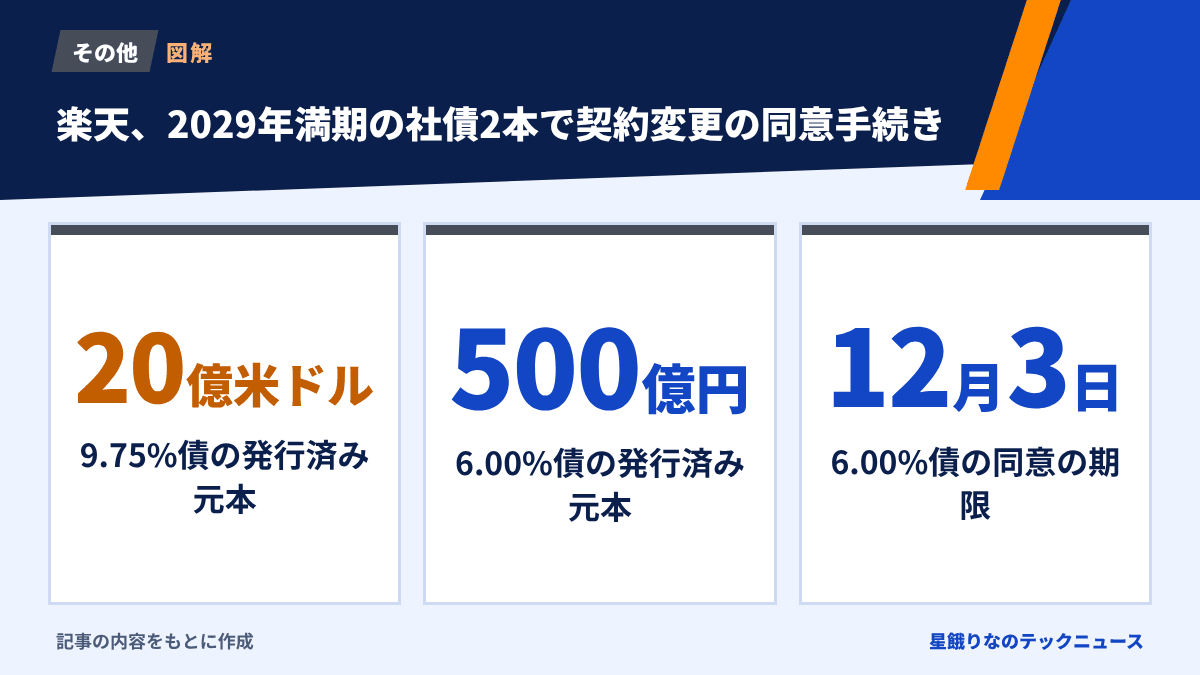 その他 図解
楽天、2029年満期の社債2本で契約変更の同意手続き
20億米ドル
9.75%債の発行済み
元本
500億円
6.00%債の発行済み
元本
12月3日
6.00%債の同意の期
限
記事の内容をもとに作成
星餓りなのテックニュース